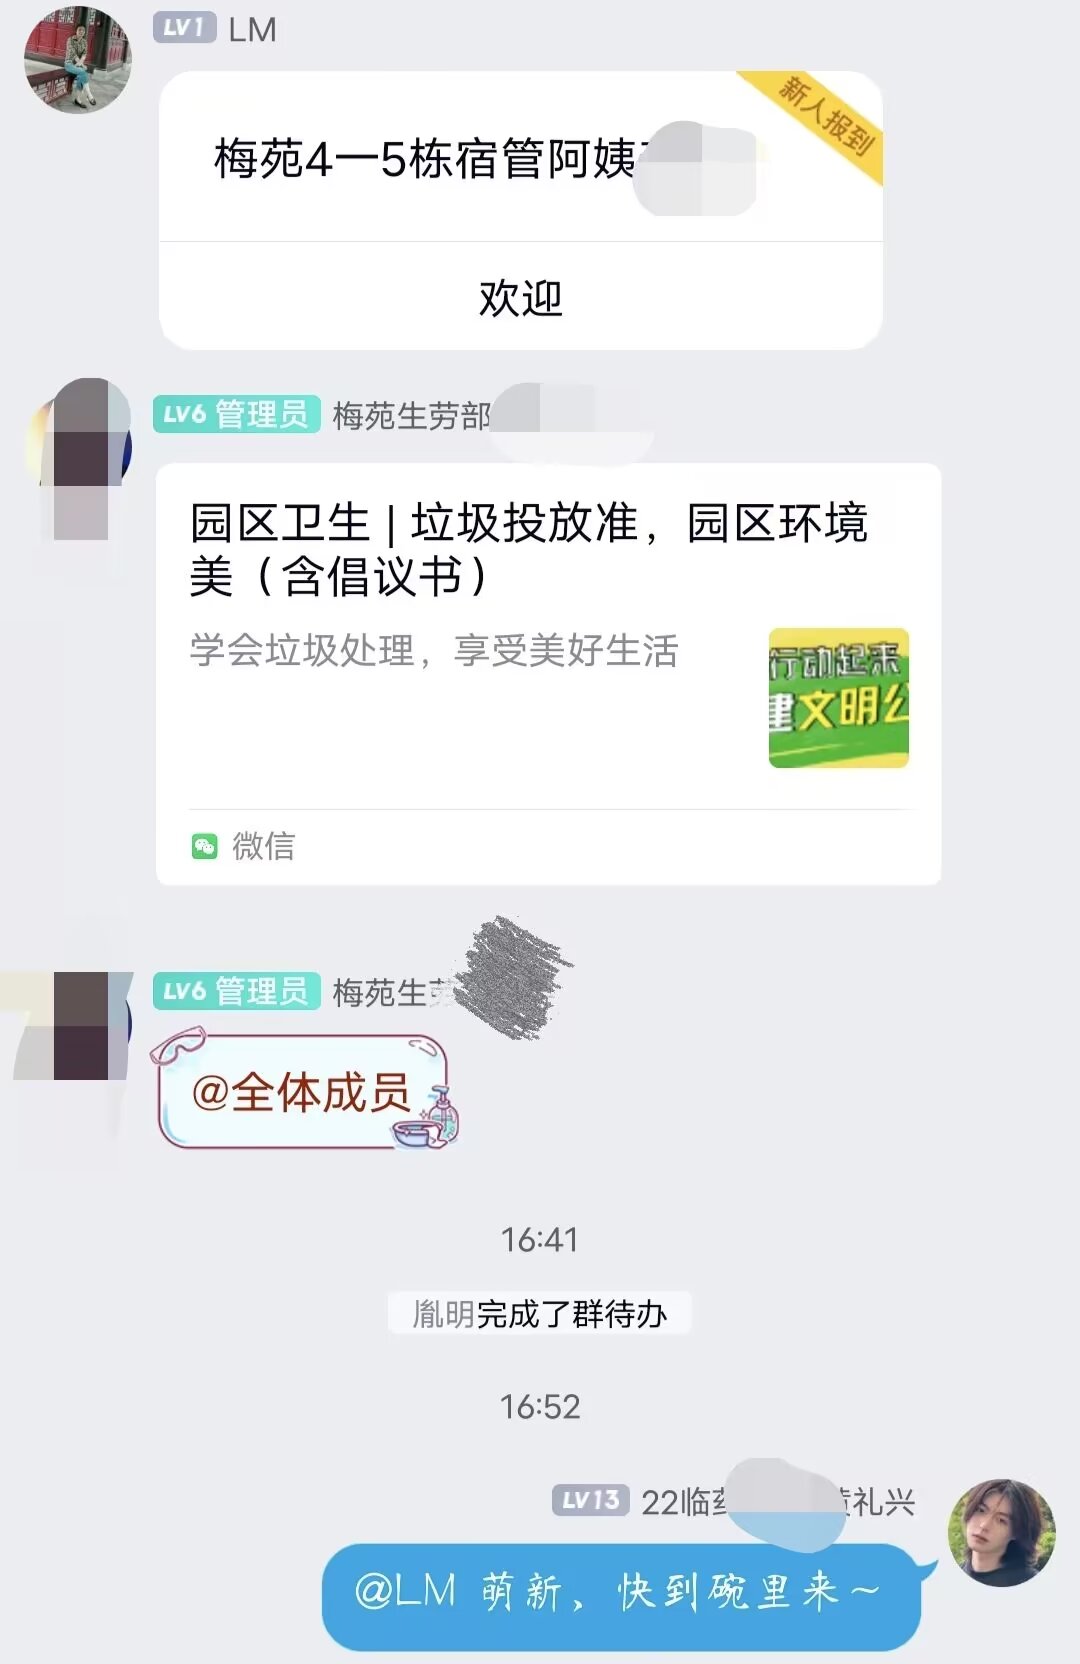 LV1 LM
新人报到
梅苑4一5栋宿管阿姨
欢迎
LV6 管理员 梅苑生劳部
园区卫生 | 垃圾投放准，园区环境
美（含倡议书）
学会垃圾处理，享受美好生活
行动起来
建文明公
微信
LV6 管理员 梅苑生
@全体成员
16:41
胤明完成了群待办
16:52
LV13 22临 礼兴
@LM 萌新、快到碗里来~